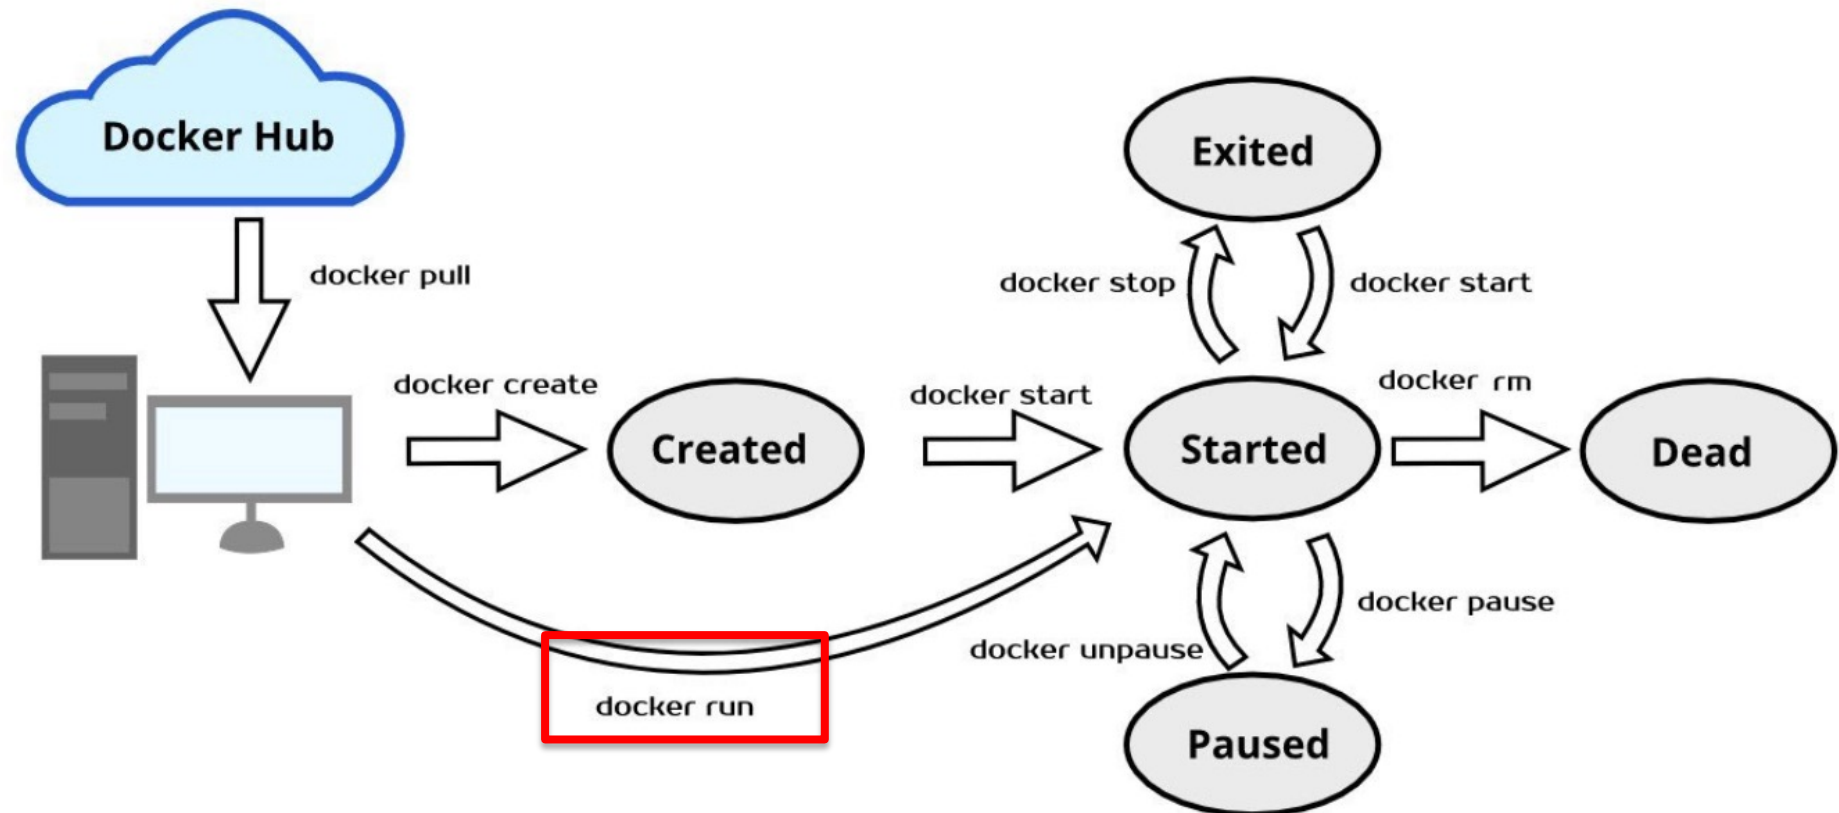 Docker Hub
docker pull
docker create
Created
docker start
docker run
Exited
docker stop
docker start
Started
docker rm
Dead
docker unpause
docker pause
Paused